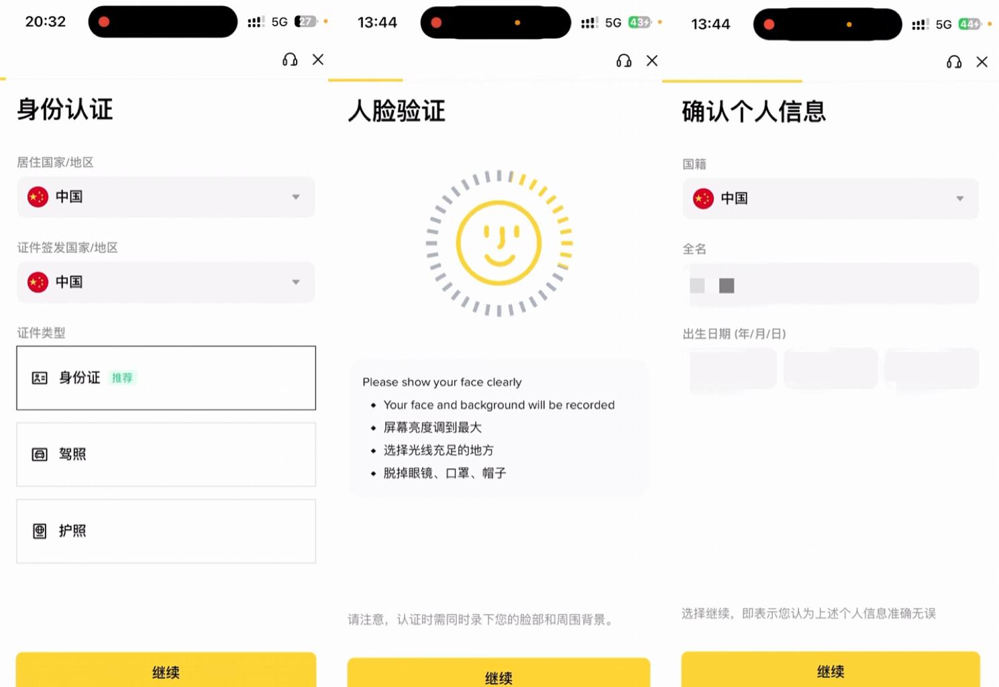 20:32
5G
27
身份认证
居住国家/地区
中国
证件签发国家/地区
中国
证件类型
身份证 推荐
驾照
护照
继续
13:44
5G
43
人脸验证
Please show your face clearly
Your face and background will be recorded
屏幕亮度调到最大
选择光线充足的地方
脱掉眼镜、口罩、帽子
请注意，认证时需同时录下您的脸部和周围背景。
继续
13:44
5G
44
确认个人信息
国籍
中国
全名
出生日期 (年/月/日)
选择继续，即表示您认为上述个人信息准确无误
继续